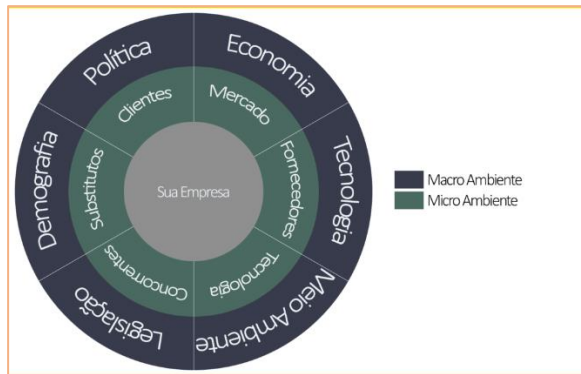 Política
Economia
Tecnologia
Meio Ambiente
Legislação
Demografia
Clientes
Mercado
Fornecedores
Tecnologia
Concorrentes
Substitutos
Sua Empresa
Macro Ambiente
Micro Ambiente